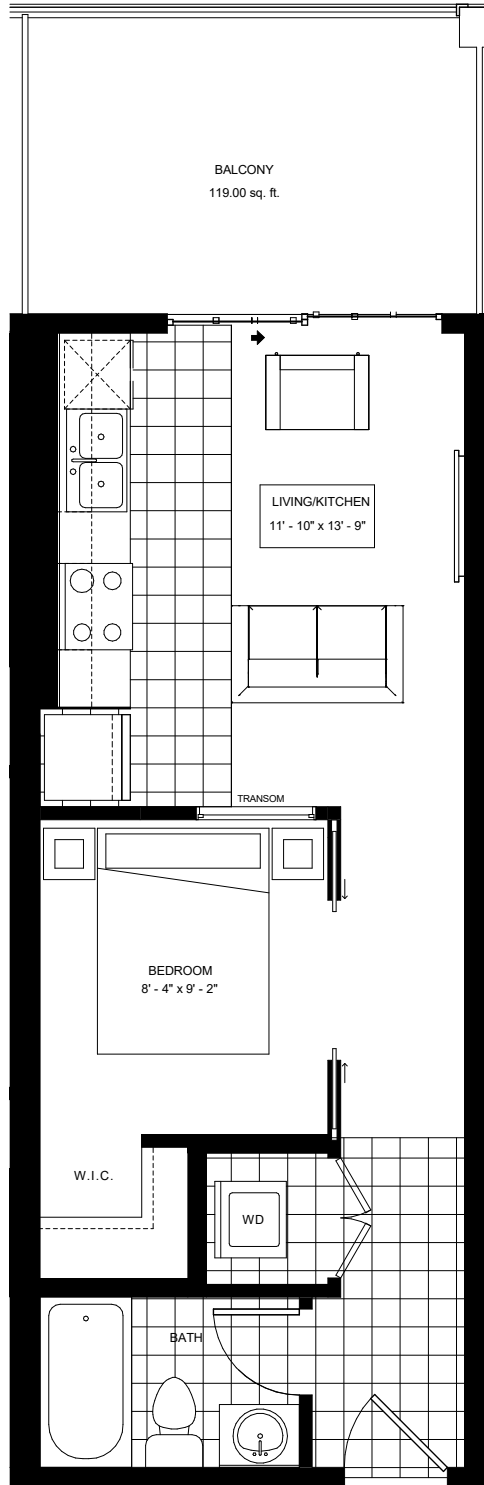 BALCONY
119.00 sq. ft.
LIVING/KITCHEN
11' - 10" x 13' - 9"
TRANSOM
BEDROOM
8' - 4" x 9' - 2"
W.I.C.
WD
BATH